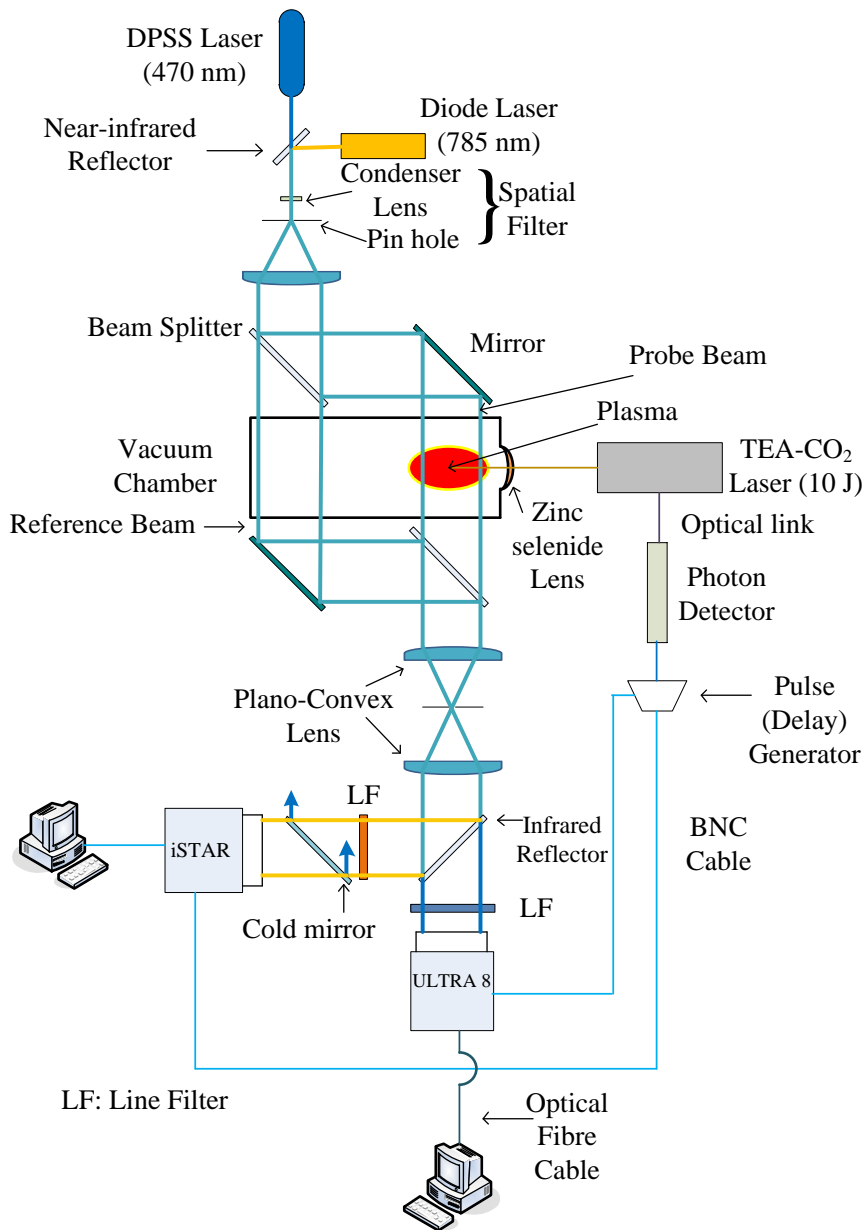 DPSS Laser
(470 nm)
Diode Laser
(785 nm)
Near-infrared
Reflector
Condenser
Lens
Pin hole
Spatial
Filter
Beam Splitter
Mirror
Probe Beam
Plasma
Vacuum
Chamber
TEA-CO₂
Laser (10 J)
Reference Beam
Zinc
selenide
Lens
Optical link
Photon
Detector
Plano-Convex
Lens
Pulse
(Delay)
Generator
LF
Infrared
Reflector
BNC
Cable
iSTAR
Cold mirror
LF
ULTRA 8
LF: Line Filter
Optical
Fibre
Cable